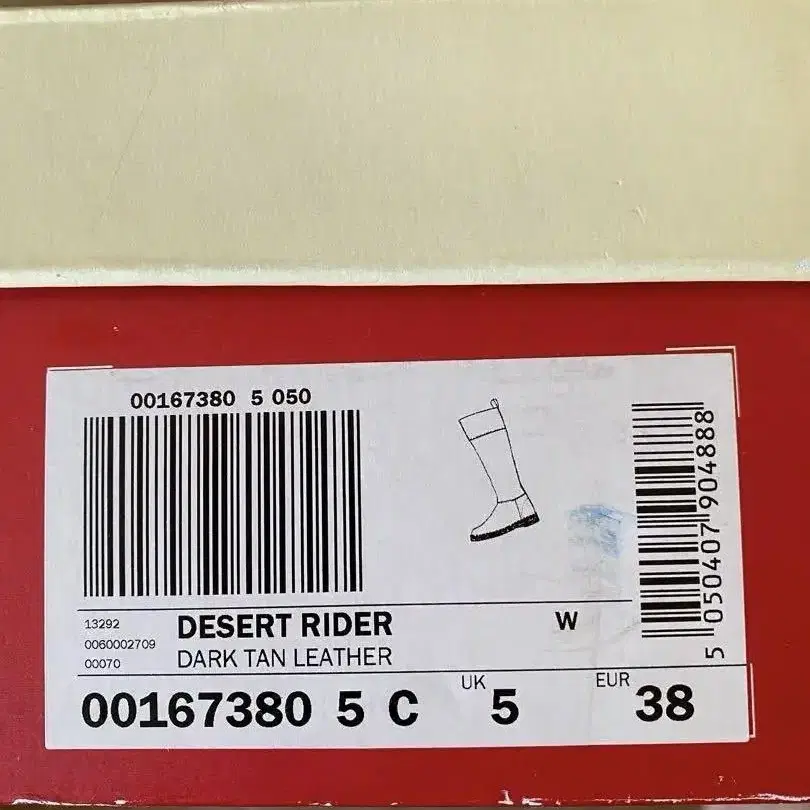 00167380 5 050
5 050407 904888
13292
0060002709
00070
DESERT RIDER
W
DARK TAN LEATHER
00167380 5 C
UK 5
EUR 38